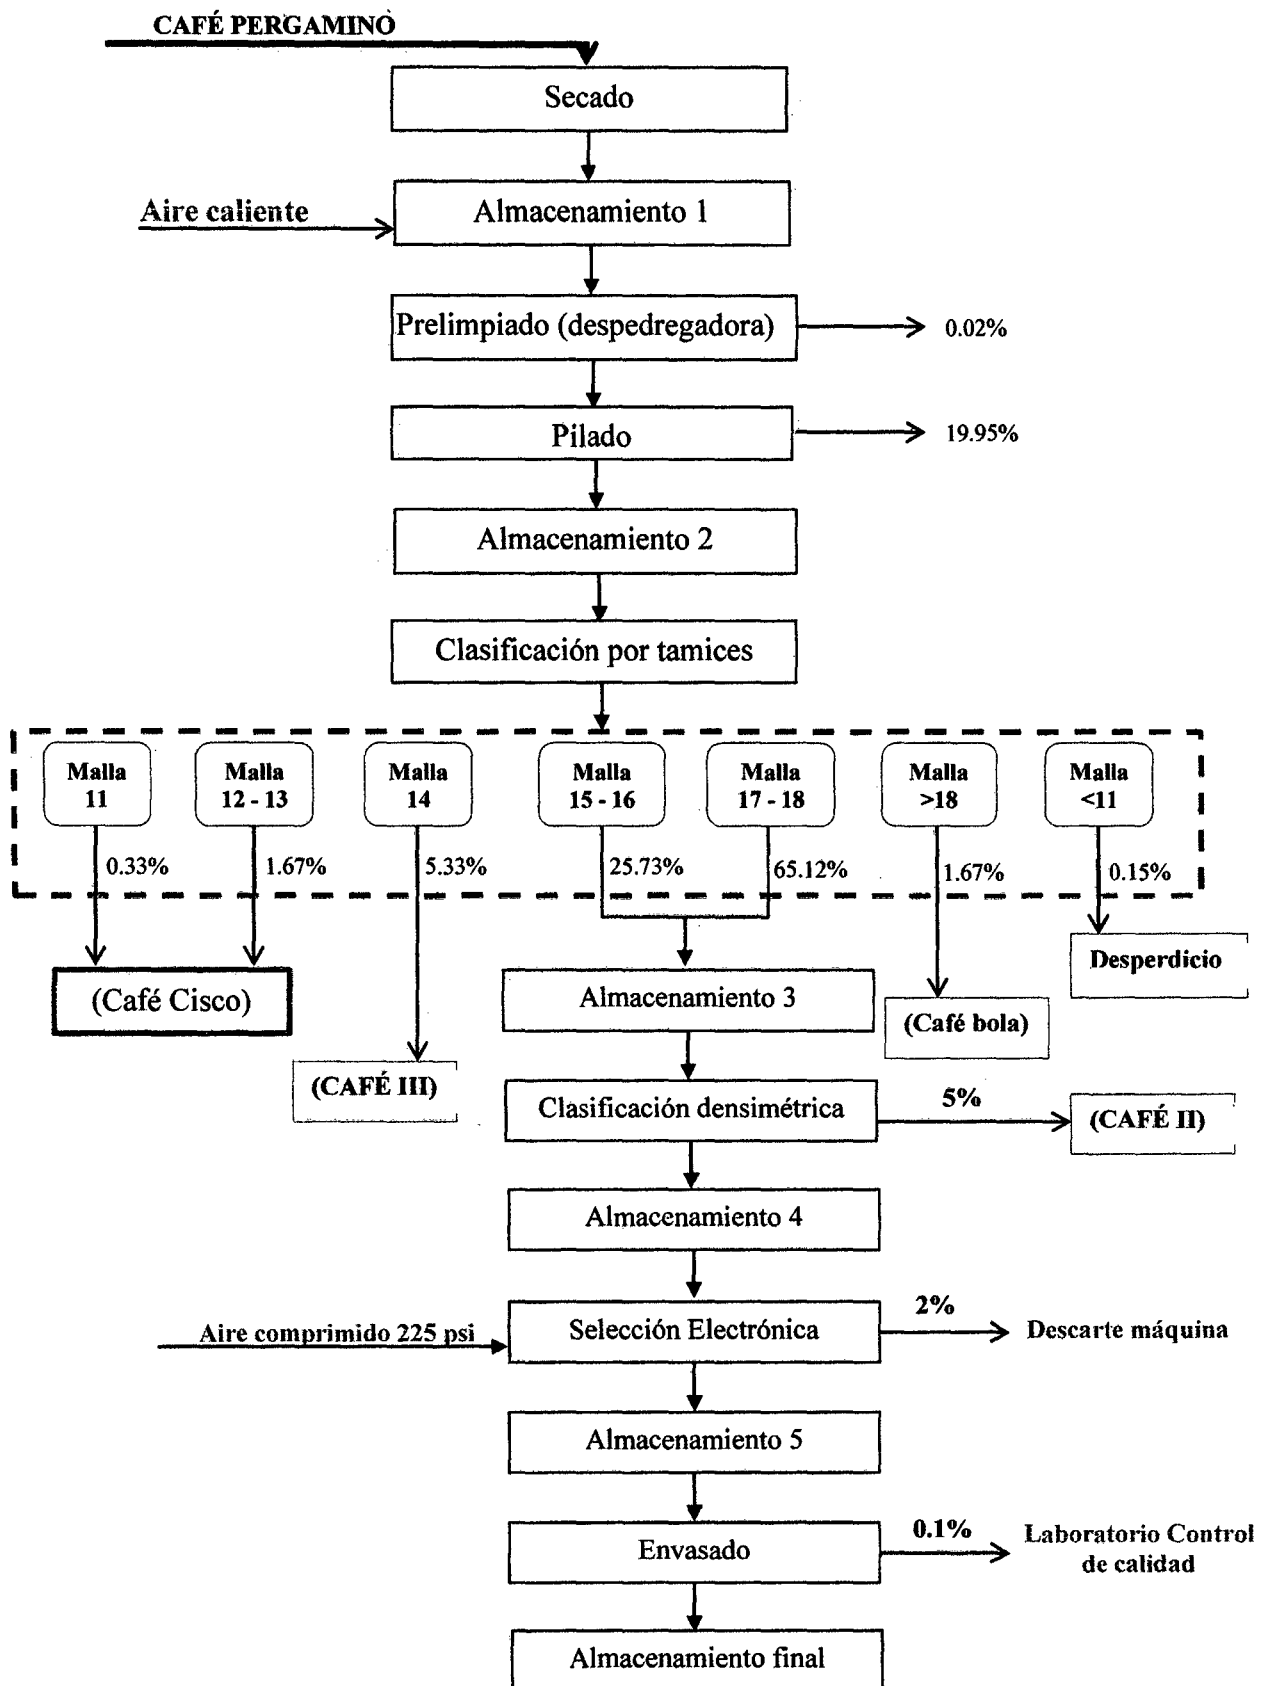 CAFÉ PERGAMINO
Secado
Aire caliente
Almacenamiento 1
Prelimpiado (despedregadora)
0.02%
Pilado
19.95%
Almacenamiento 2
Clasificación por tamices
Malla
11
Malla
12 - 13
Malla
14
Malla
15 - 16
Malla
17 - 18
Malla
>18
Malla
<11
0.33%
1.67%
5.33%
25.73%
65.12%
1.67%
0.15%
Desperdicio
(Café Cisco)
Almacenamiento 3
(Café bola)
(CAFÉ III)
Clasificación densimétrica
5%
(CAFÉ II)
Almacenamiento 4
Aire comprimido 225 psi
Selección Electrónica
2%
Descarte máquina
Almacenamiento 5
Envasado
0.1%
Laboratorio Control
de calidad
Almacenamiento final